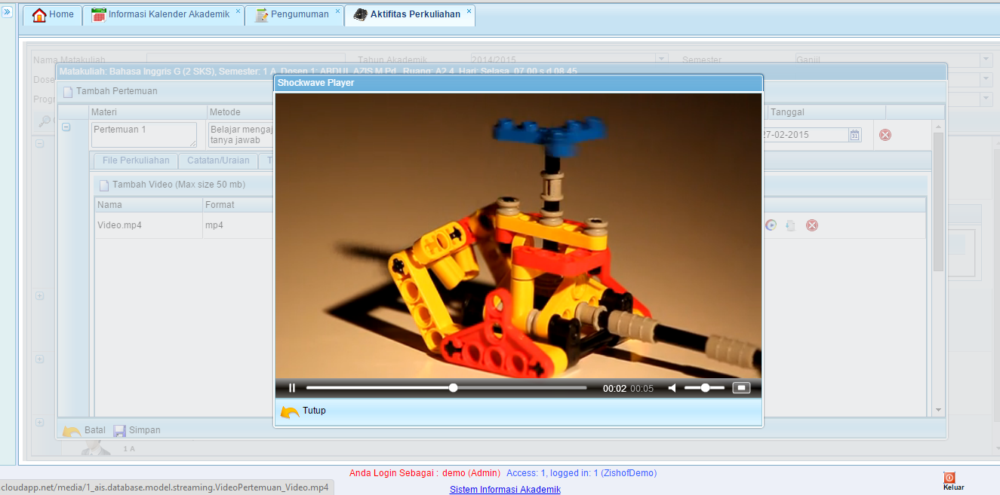 Home Informasi Kalender Akademik Pengumuman Aktifitas Perkuliahan
Nama Matakuliah Tahun Akademik 2014/2015 Semester Ganjil
Matakuliah: Bahasa Inggris G (2 SKS), Semester: 1 A, Dosen 1: ABDUL AZIS M.Pd., Ruang: A2.4, Hari: Selasa, 07.00 s.d 08.45
Dose
Shockwave Player
Tambah Pertemuan
Progr
Materi Metode Tanggal
Pertemuan 1 Belajar mengaj
tanya jawab 27-02-2015
File Perkuliahan Catatan/Uraian T
Tambah Video (Max size 50 mb)
Nama Format
Video.mp4 mp4
00:02 00:05
Tutup
Batal Simpan
1 A
Anda Login Sebagai : demo (Admin) Access: 1, logged in: 1 (ZishofDemo)
Sistem Informasi Akademik
Keluar
cloudapp.net/media/1_ais.database.model.streaming.VideoPertemuan_Video.mp4